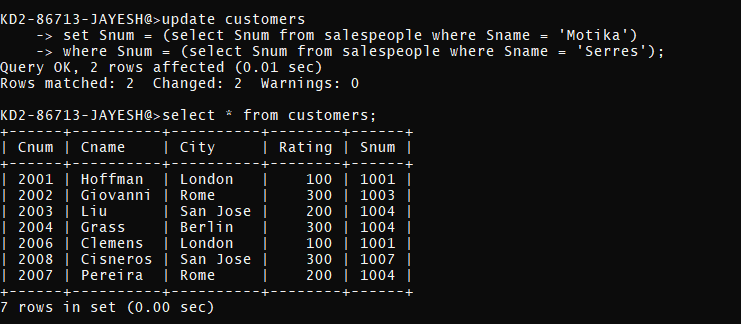 KD2-86713-JAYESH@>update customers
    -> set Snum = (select Snum from salespeople where Sname = 'Motika')
    -> where Snum = (Select Snum from salespeople where Sname = 'Serres');
Query OK, 2 rows affected (0.01 sec)
Rows matched: 2  Changed: 2  Warnings: 0

KD2-86713-JAYESH@>select * from customers;
+------+----------+----------+--------+------+
| Cnum | Cname    | City     | Rating | Snum |
+------+----------+----------+--------+------+
| 2001 | Hoffman  | London   |    100 | 1001 |
| 2002 | Giovanni | Rome     |    300 | 1003 |
| 2003 | Liu      | San Jose |    200 | 1004 |
| 2004 | Grass    | Berlin   |    300 | 1004 |
| 2006 | Clemens  | London   |    100 | 1001 |
| 2008 | Cisneros | San Jose |    300 | 1007 |
| 2007 | Pereira  | Rome     |    200 | 1004 |
+------+----------+----------+--------+------+
7 rows in set (0.00 sec)